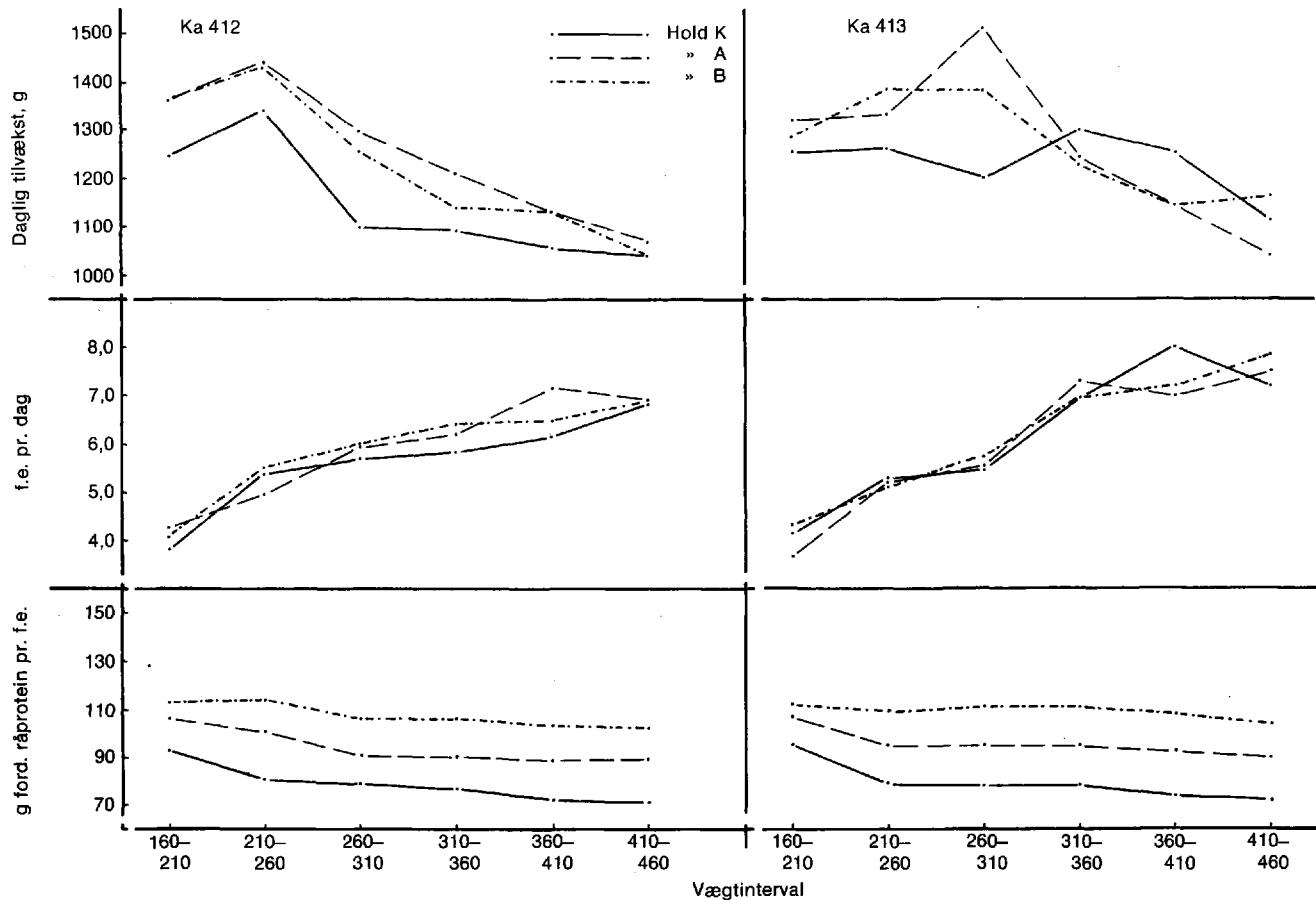 Ka 412
Hold K
» A
» B
Ka 413
Daglig tilvækst, g
1500
1400
1300
1200
1100
1000
f.e. pr. dag
8,0
7,0
6,0
5,0
4,0
g ford. råprotein pr. f.e.
150
130
110
90
70
160– 210– 260– 310– 360– 410– 160– 210– 260– 310– 360– 410–
210 260 310 360 410 460 210 260 310 360 410 460
Vægtinterval